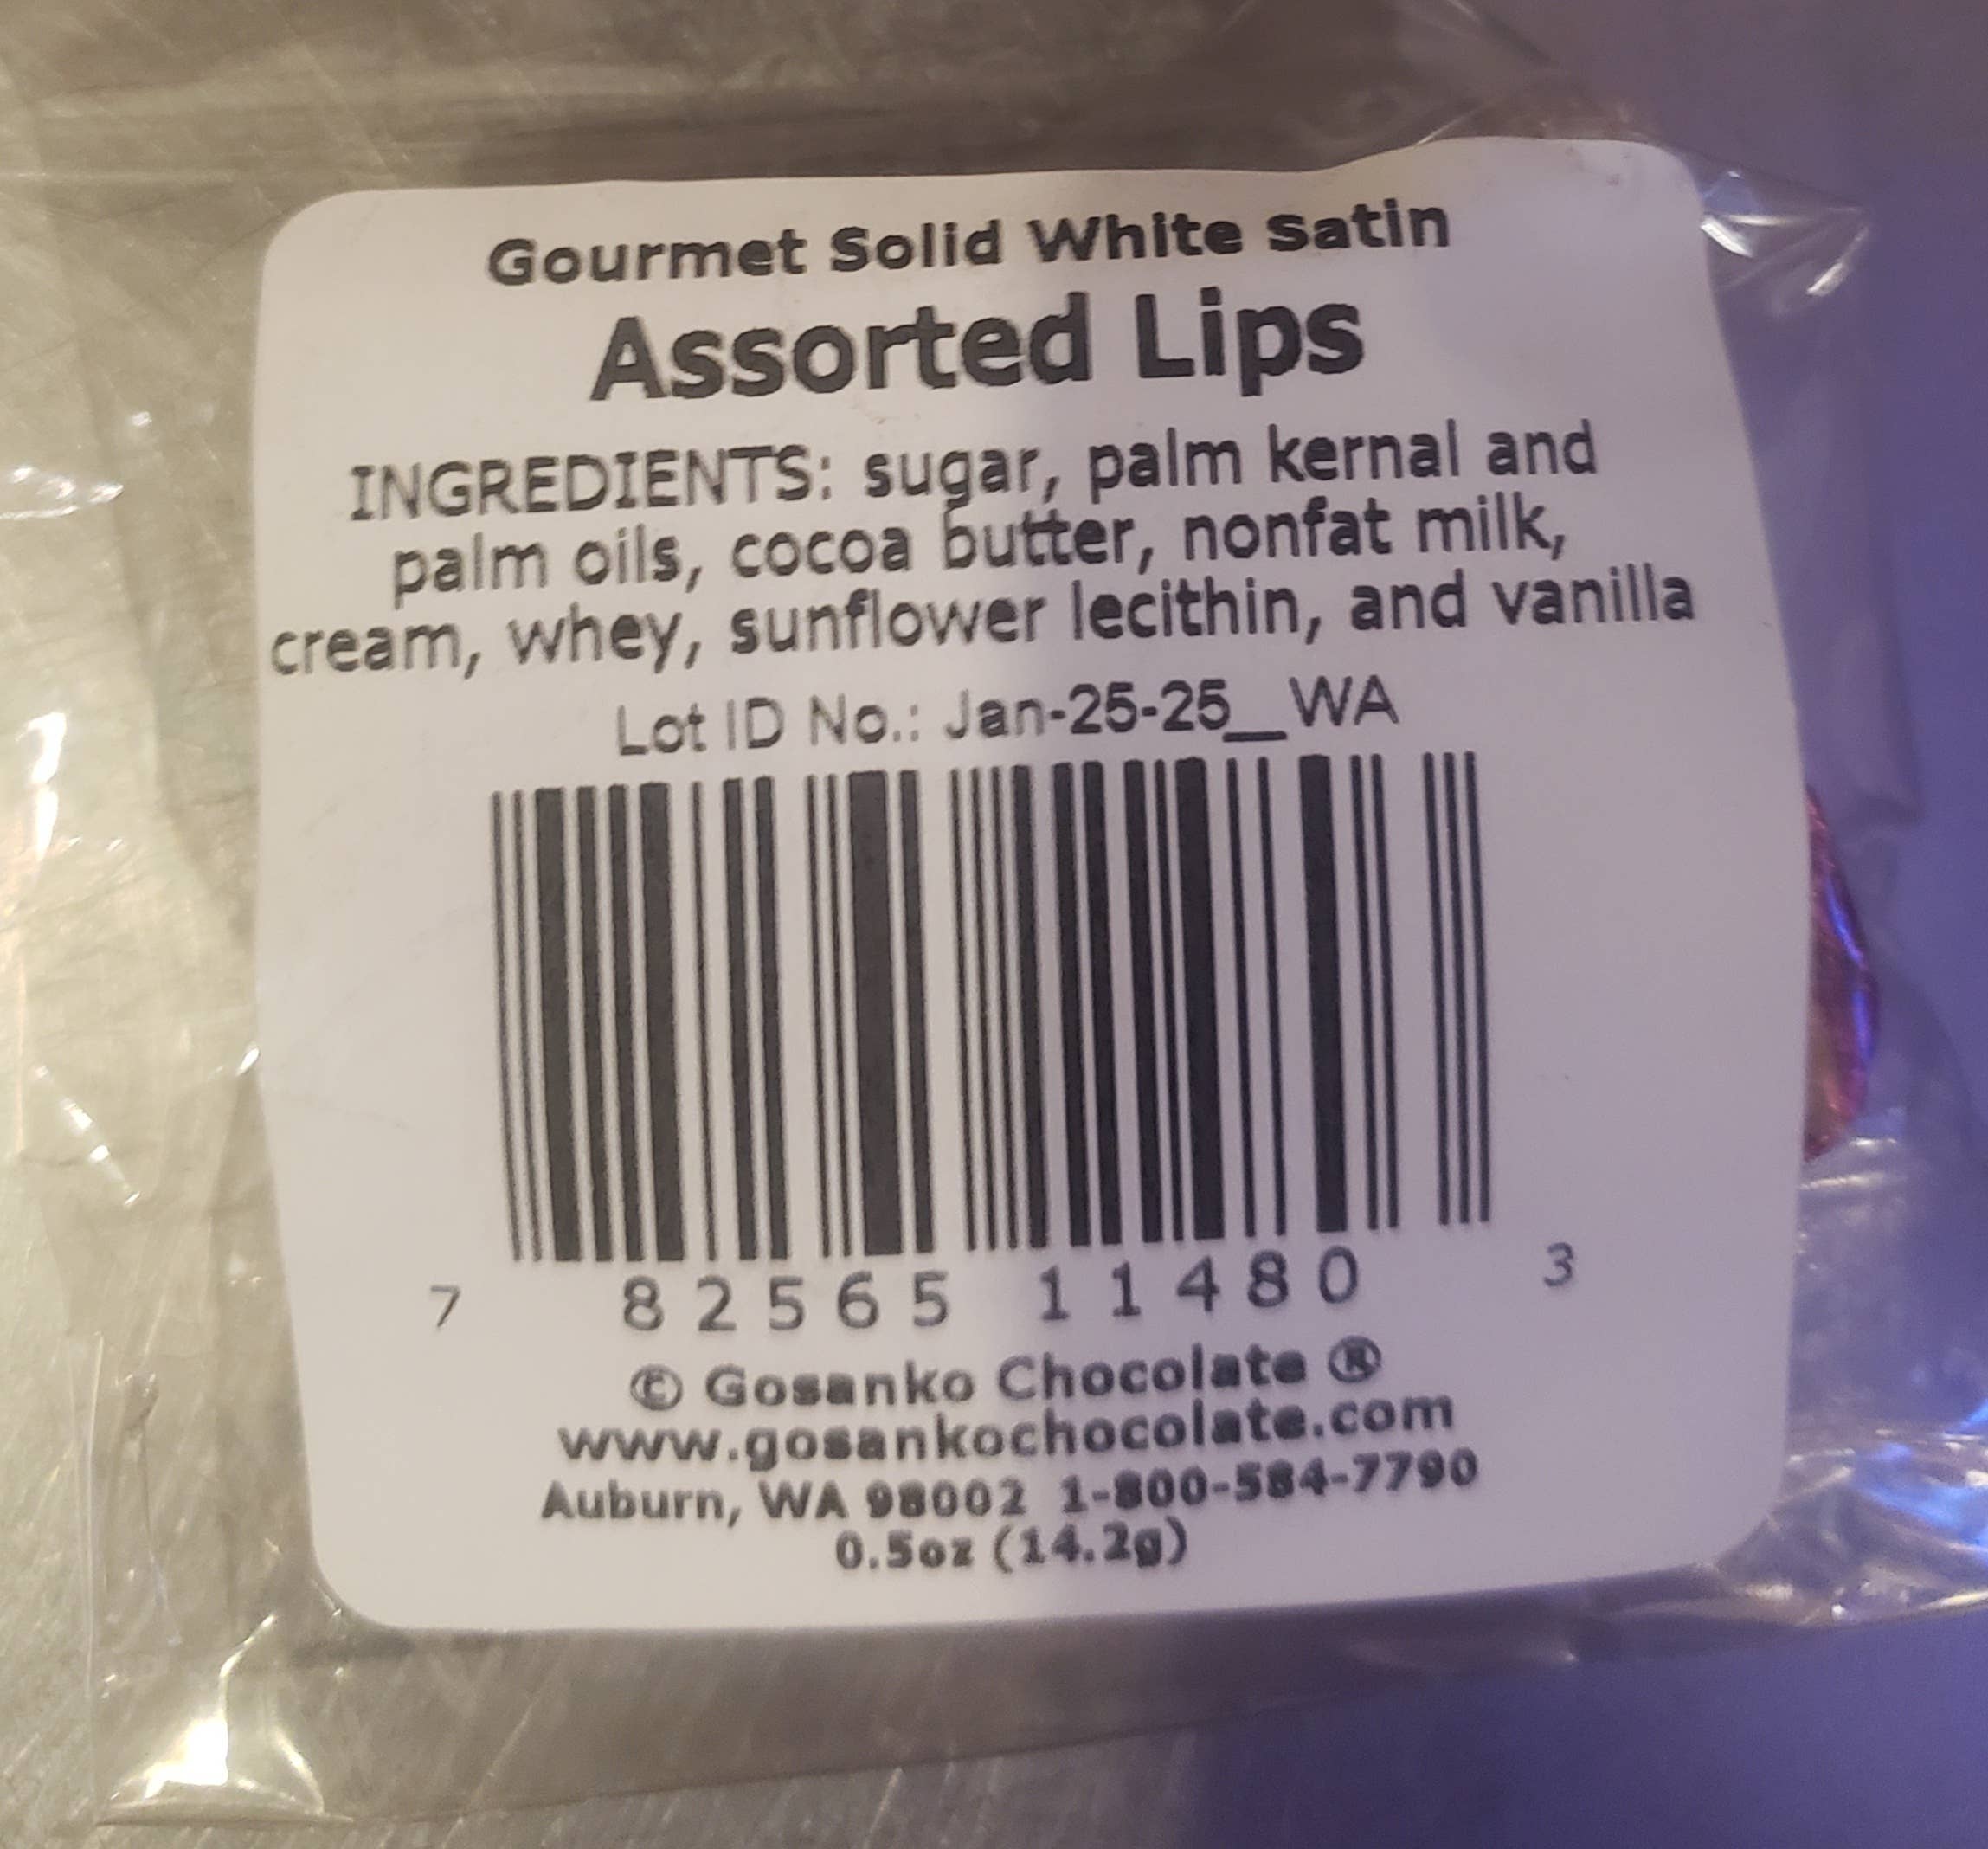 Gourmet Solid White Satin
Assorted Lips
INGREDIENTS: sugar, palm kernal and
palm oils, cocoa butter, nonfat milk,
cream, whey, sunflower lecithin, and vanilla
Lot ID No.: Jan-25-25_WA
7 82565 11480 3
© Gosanko Chocolate ®
www.gosankochocolate.com
Auburn, WA 98002 1-800-584-7790
0.5oz (14.2g)